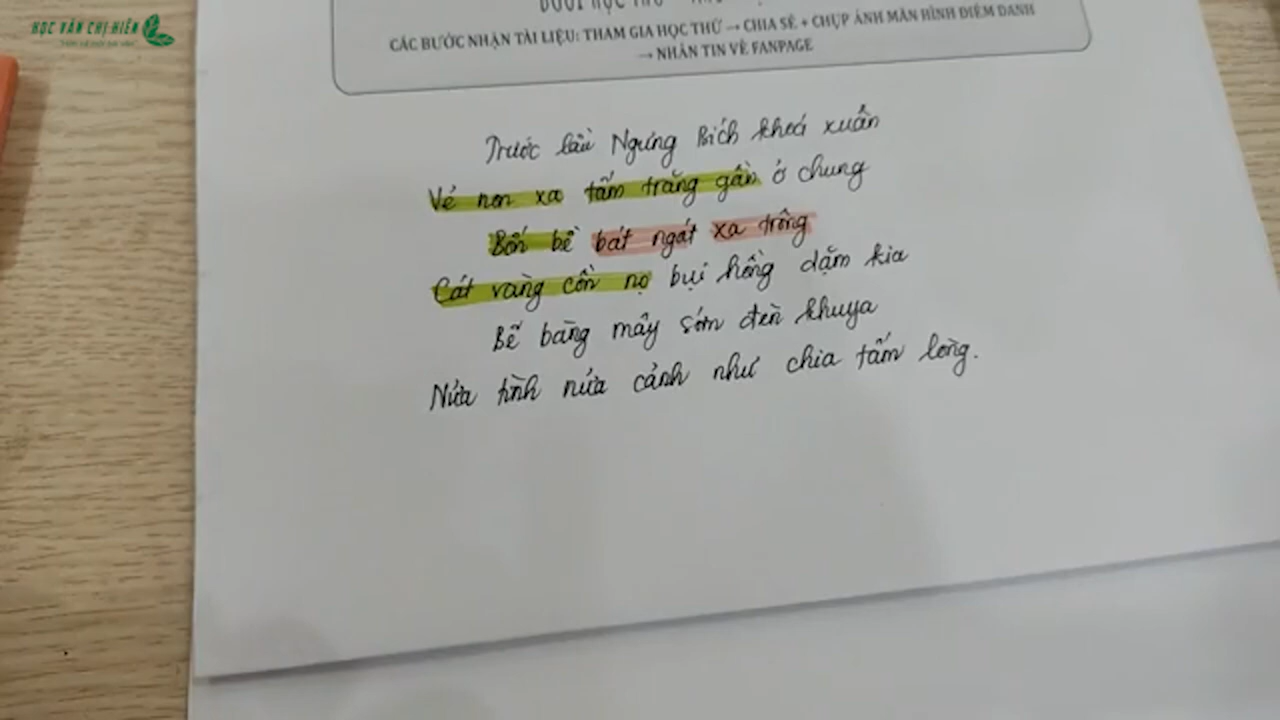 HỌC VĂN CHỊ HIÊN
CÁC BƯỚC NHẬN TÀI LIỆU: THAM GIA HỌC THỬ → CHIA SẺ + CHỤP ẢNH MÀN HÌNH ĐIỂM DANH
→ NHẮN TIN VỀ FANPAGE
Trước lầu Ngưng Bích khoá xuân
Vẻ non xa tấm trăng gần ở chung
Bốn bề bát ngát xa trông
Cát vàng cồn nọ bụi hồng dặm kia
Bẽ bàng mây sớm đèn khuya
Nửa tình nửa cảnh như chia tấm lòng.